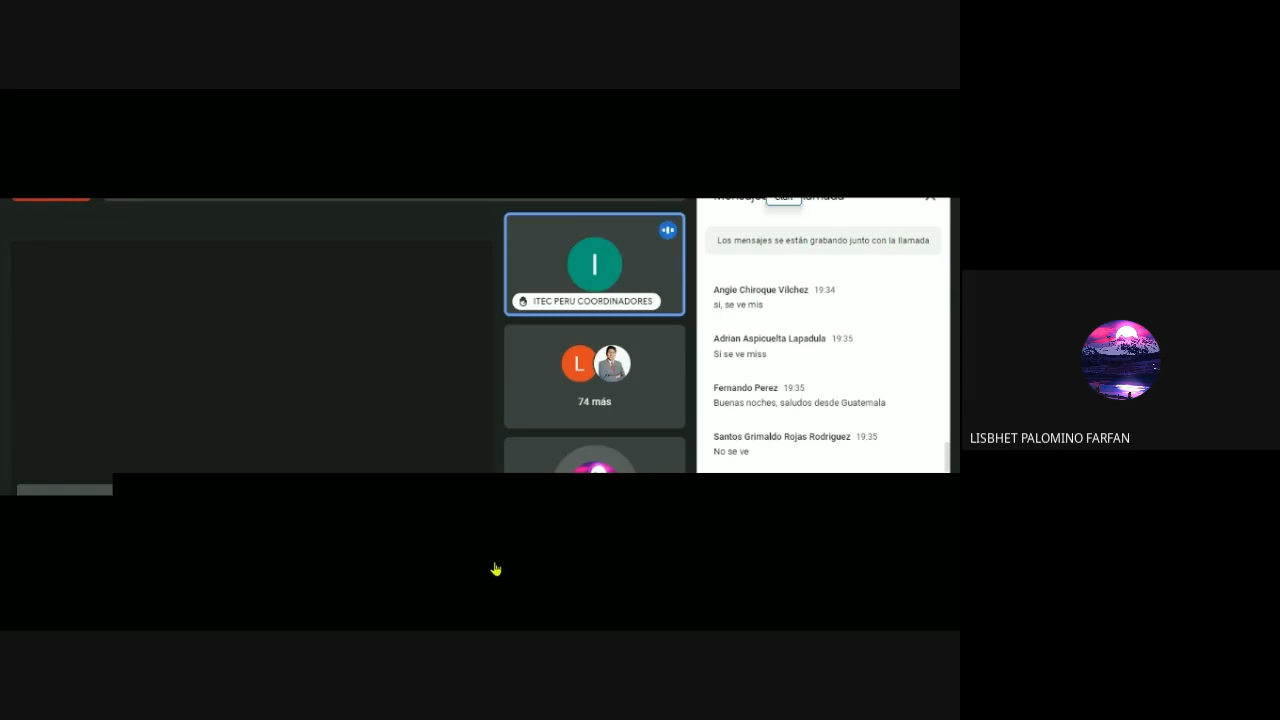 Los mensajes se están grabando junto con la llamada
Angie Chiroque Vilchez 19:34
si, se ve mis
ITEC PERU COORDINADORES
Adrian Aspicuelta Lapadula 19:35
Si se ve miss
L
74 más
Fernando Perez 19:35
Buenas noches, saludos desde Guatemala
Santos Grimaldo Rojas Rodriguez 19:35
No se ve
I
LISBHET PALOMINO FARFAN